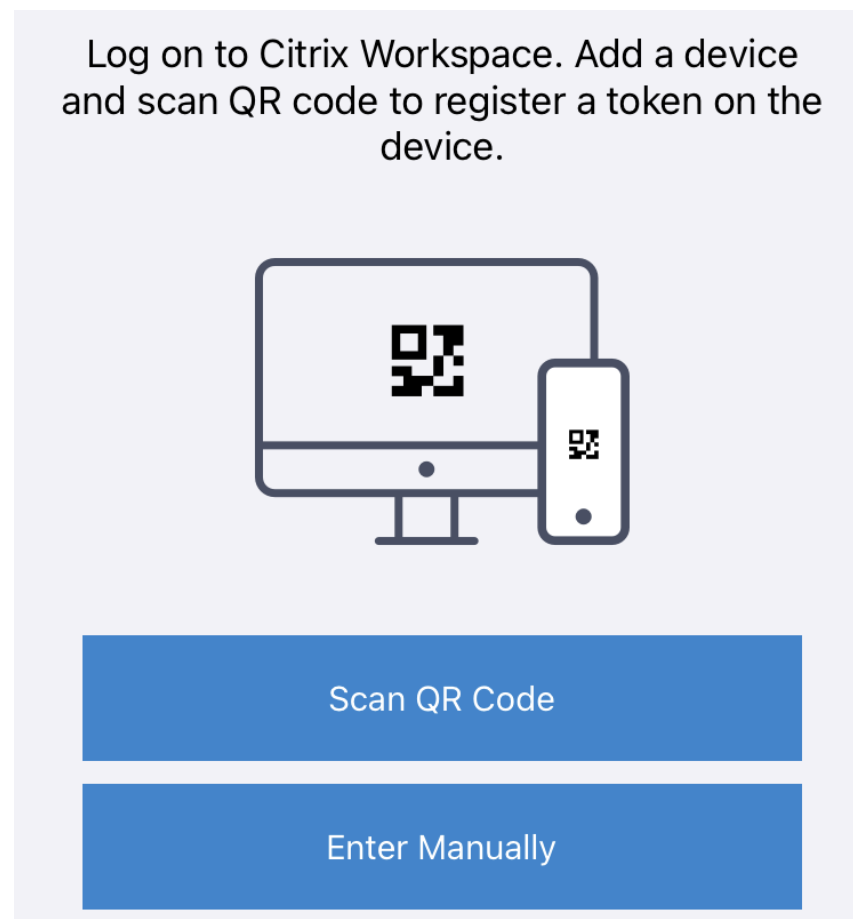 Log on to Citrix Workspace. Add a device
and scan QR code to register a token on the
device.
Scan QR Code
Enter Manually